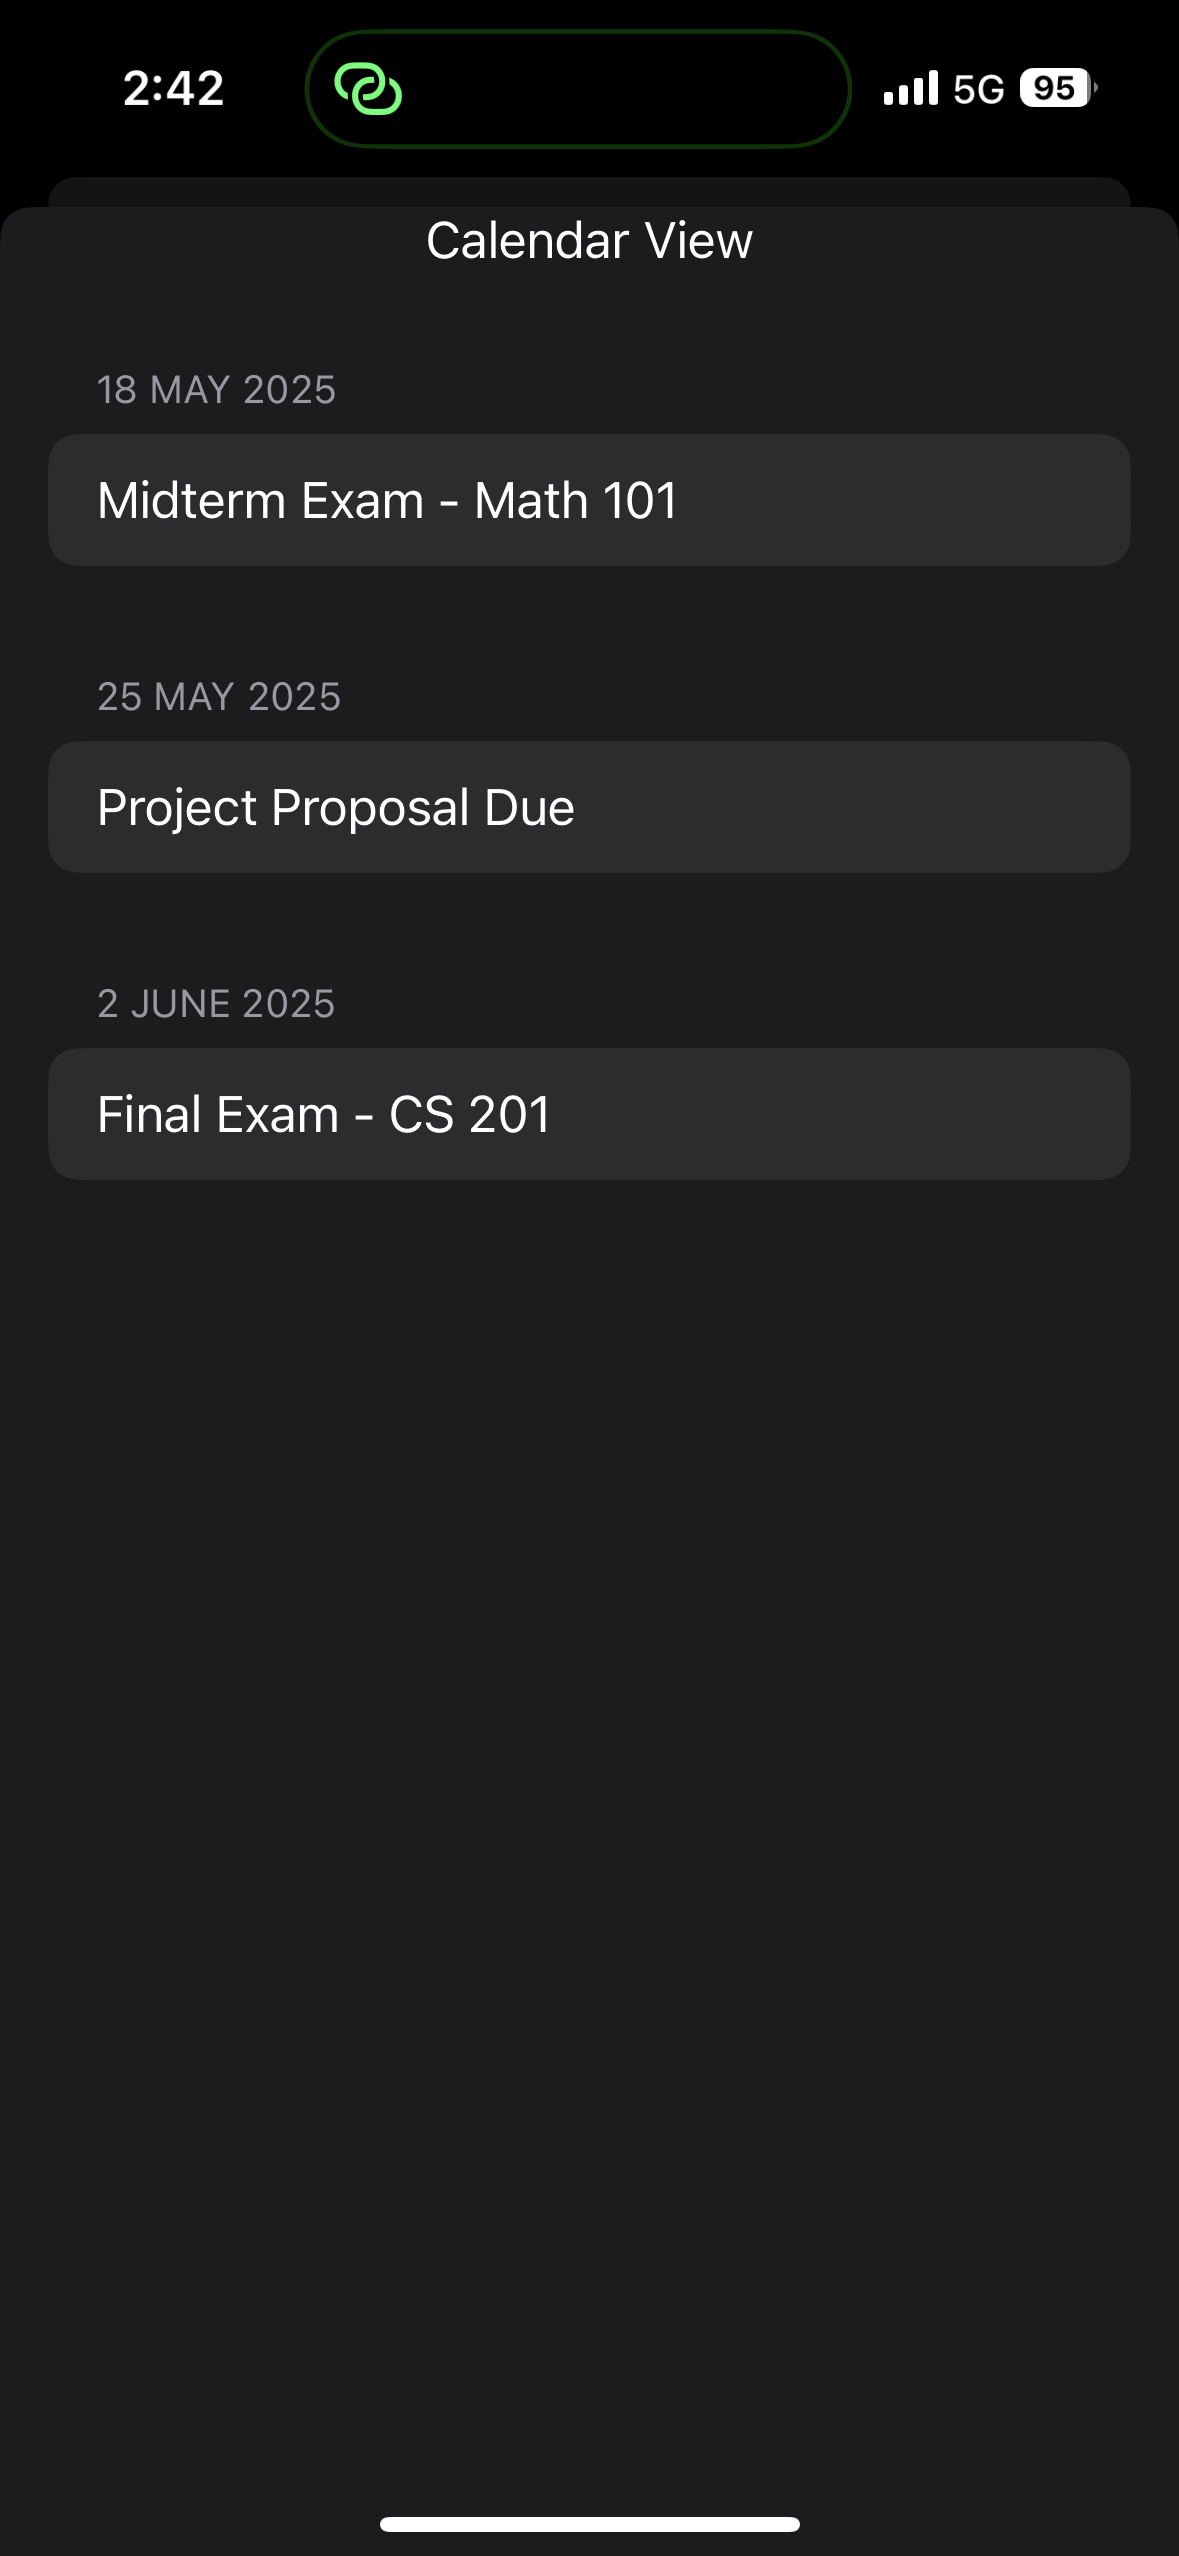 2:42
5G
95
Calendar View
18 MAY 2025
Midterm Exam - Math 101
25 MAY 2025
Project Proposal Due
2 JUNE 2025
Final Exam - CS 201